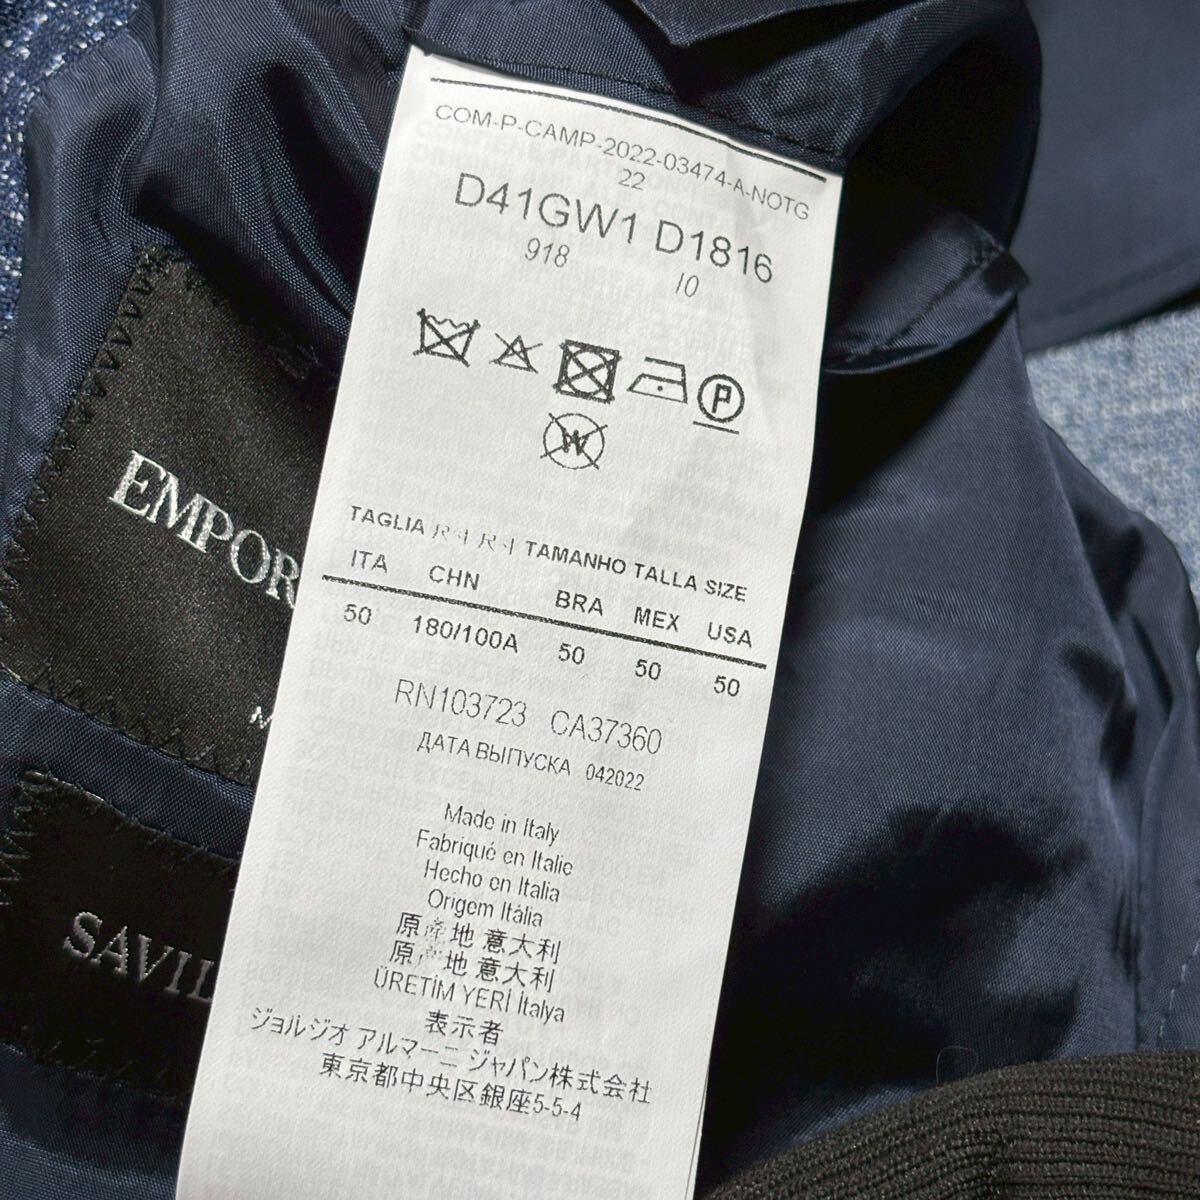 COM-P-CAMP-2022-03474-A-NOTG
22
D41GW1 D1816
918 10
P
W
TAGLIA TAMANHO TALLA SIZE
ITA CHN BRA MEX USA
50 180/100A 50 50 50
RN103723 CA37360
ДАТА ВЫПУСКА 042022
Made in Italy
Fabriqué en Italie
Hecho en Italia
Origem Itália
原產地 意大利
原产地 意大利
ÜRETİM YERİ İtalya
表示者
ジョルジオ アルマーニ ジャパン株式会社
東京都中央区銀座5-5-4
EMPOR
SAVIL